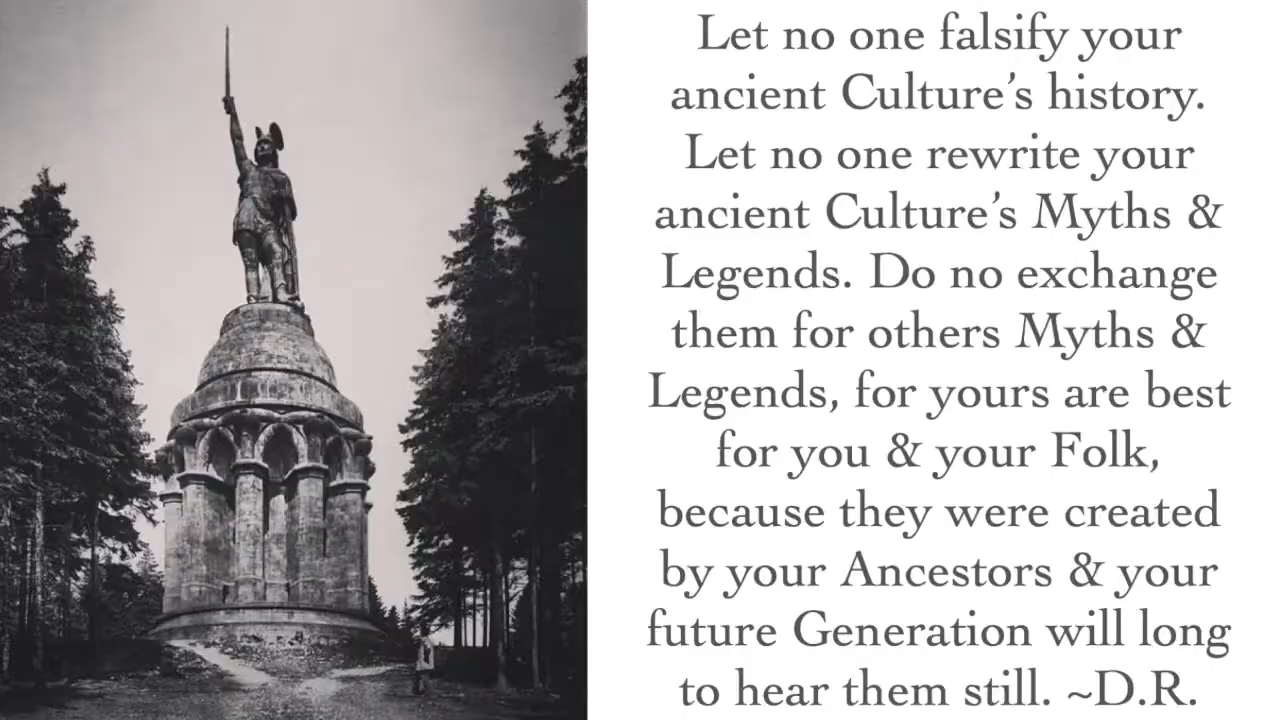 Let no one falsify your
ancient Culture’s history.
Let no one rewrite your
ancient Culture’s Myths &
Legends. Do no exchange
them for others Myths &
Legends, for yours are best
for you & your Folk,
because they were created
by your Ancestors & your
future Generation will long
to hear them still. ~D.R.